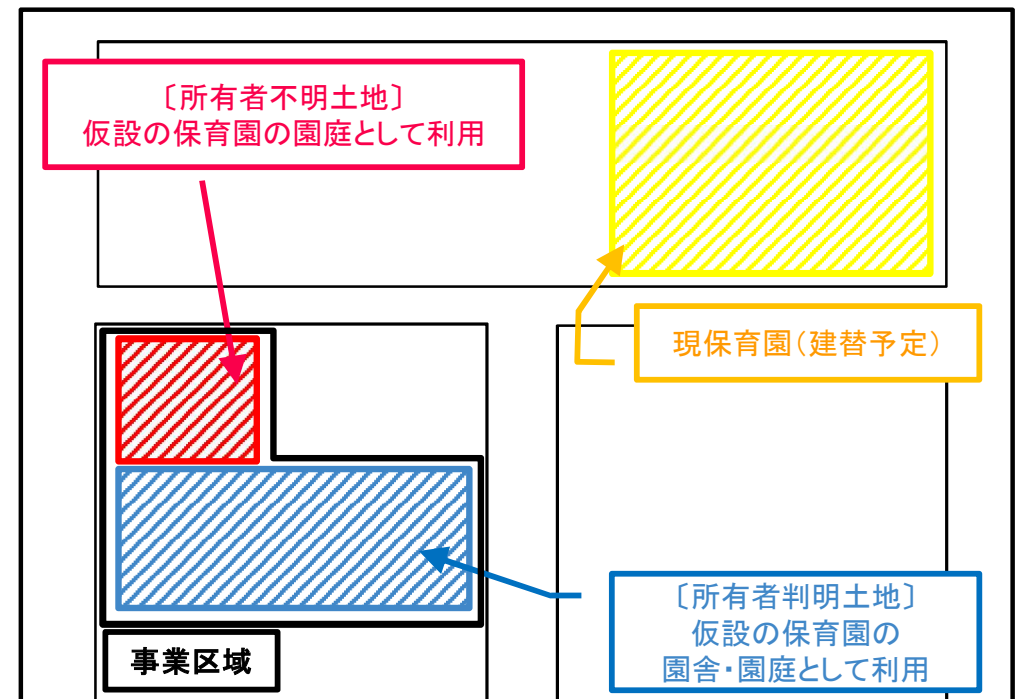 〔所有者不明土地〕
仮設の保育園の園庭として利用
現保育園（建替予定）
〔所有者判明土地〕
仮設の保育園の
園舎・園庭として利用
事業区域